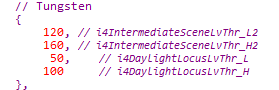 // Tungsten
{
120, // i4IntermediateSceneLvThr_L2
160, // i4IntermediateSceneLvThr_H2
50, // i4DaylightLocusLvThr_L
100 // i4DaylightLocusLvThr_H
},